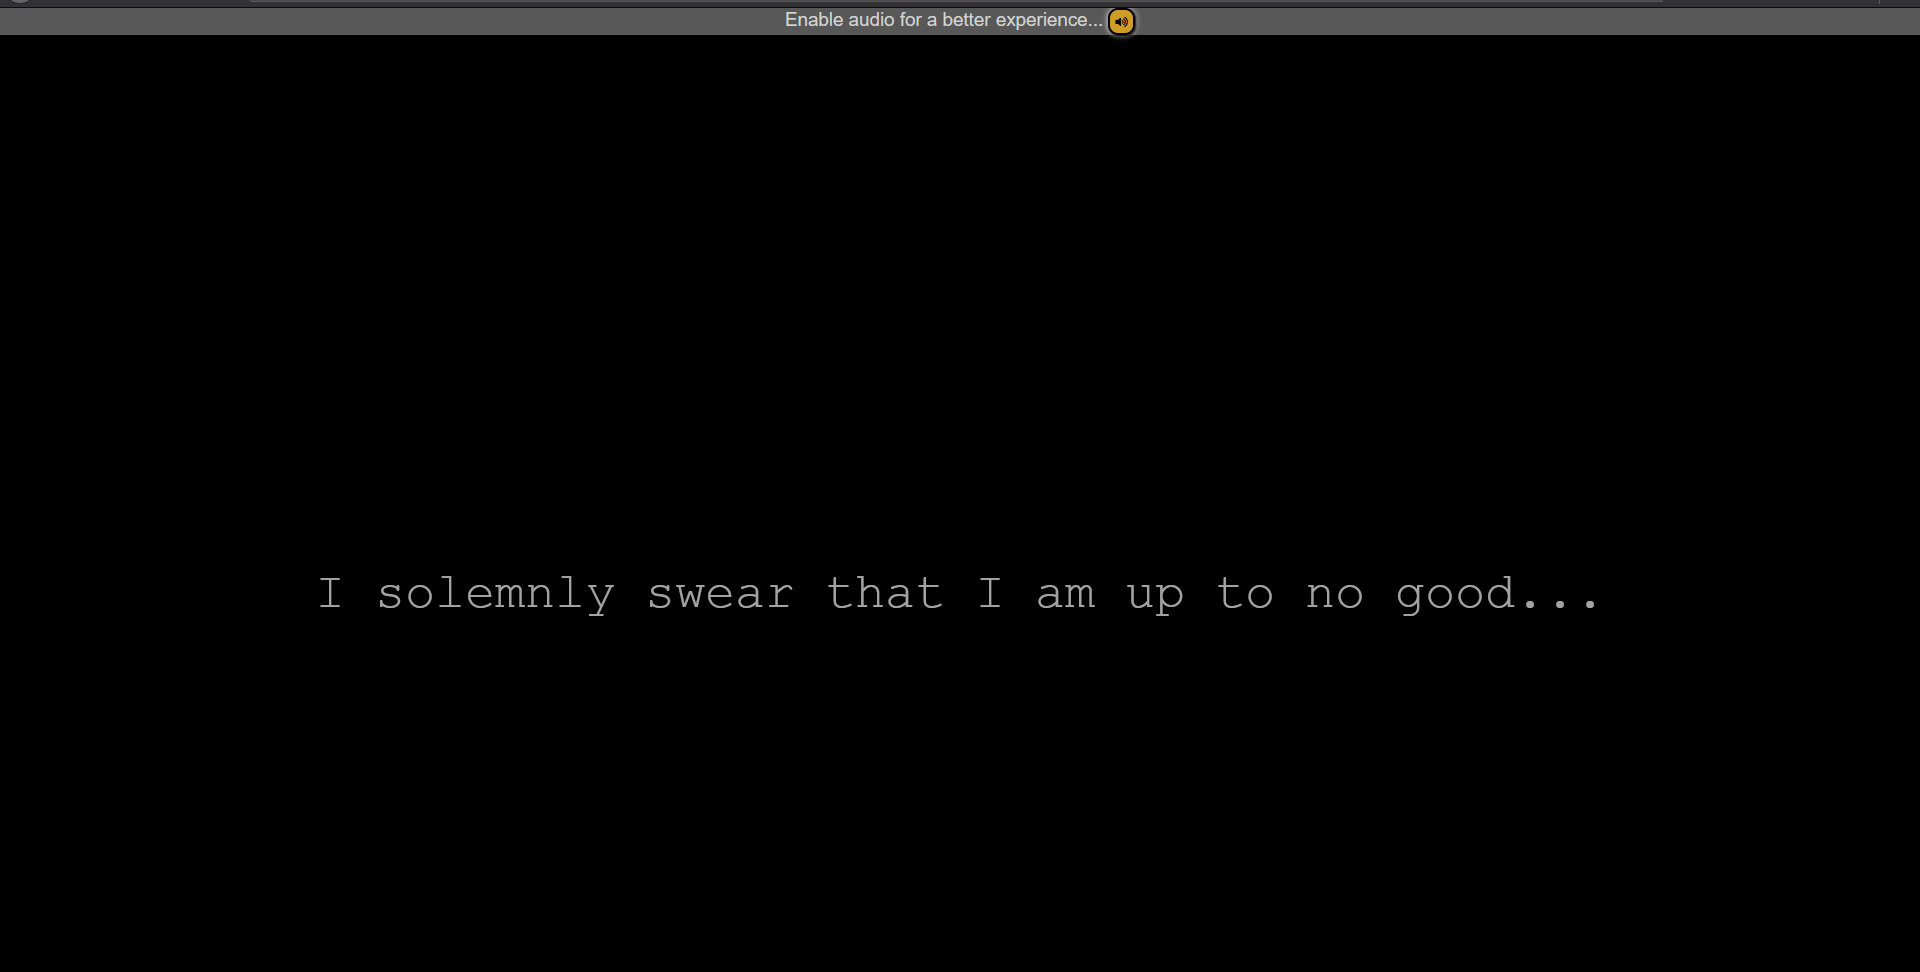 Enable audio for a better experience...
I solemnly swear that I am up to no good...